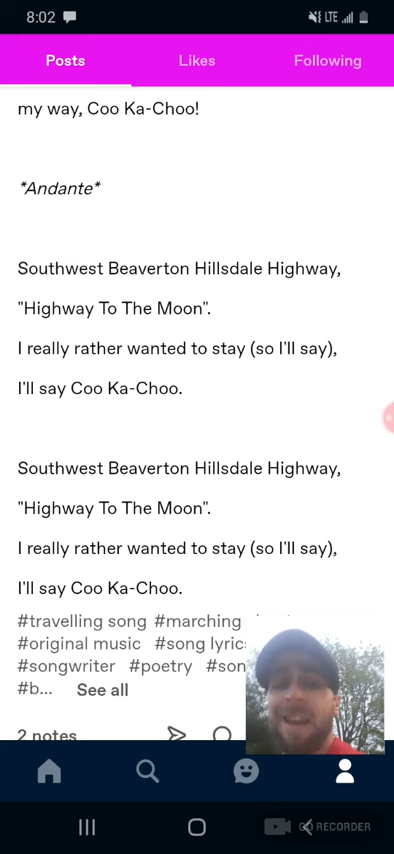 8:02 LTE
Posts Likes Following
my way, Coo Ka-Choo!
*Andante*
Southwest Beaverton Hillsdale Highway,
"Highway To The Moon".
I really rather wanted to stay (so I'll say),
I'll say Coo Ka-Choo.
Southwest Beaverton Hillsdale Highway,
"Highway To The Moon".
I really rather wanted to stay (so I'll say),
I'll say Coo Ka-Choo.
#travelling song #marching
#original music #song lyric
#songwriter #poetry #son
#b... See all
2 notes
GO RECORDER